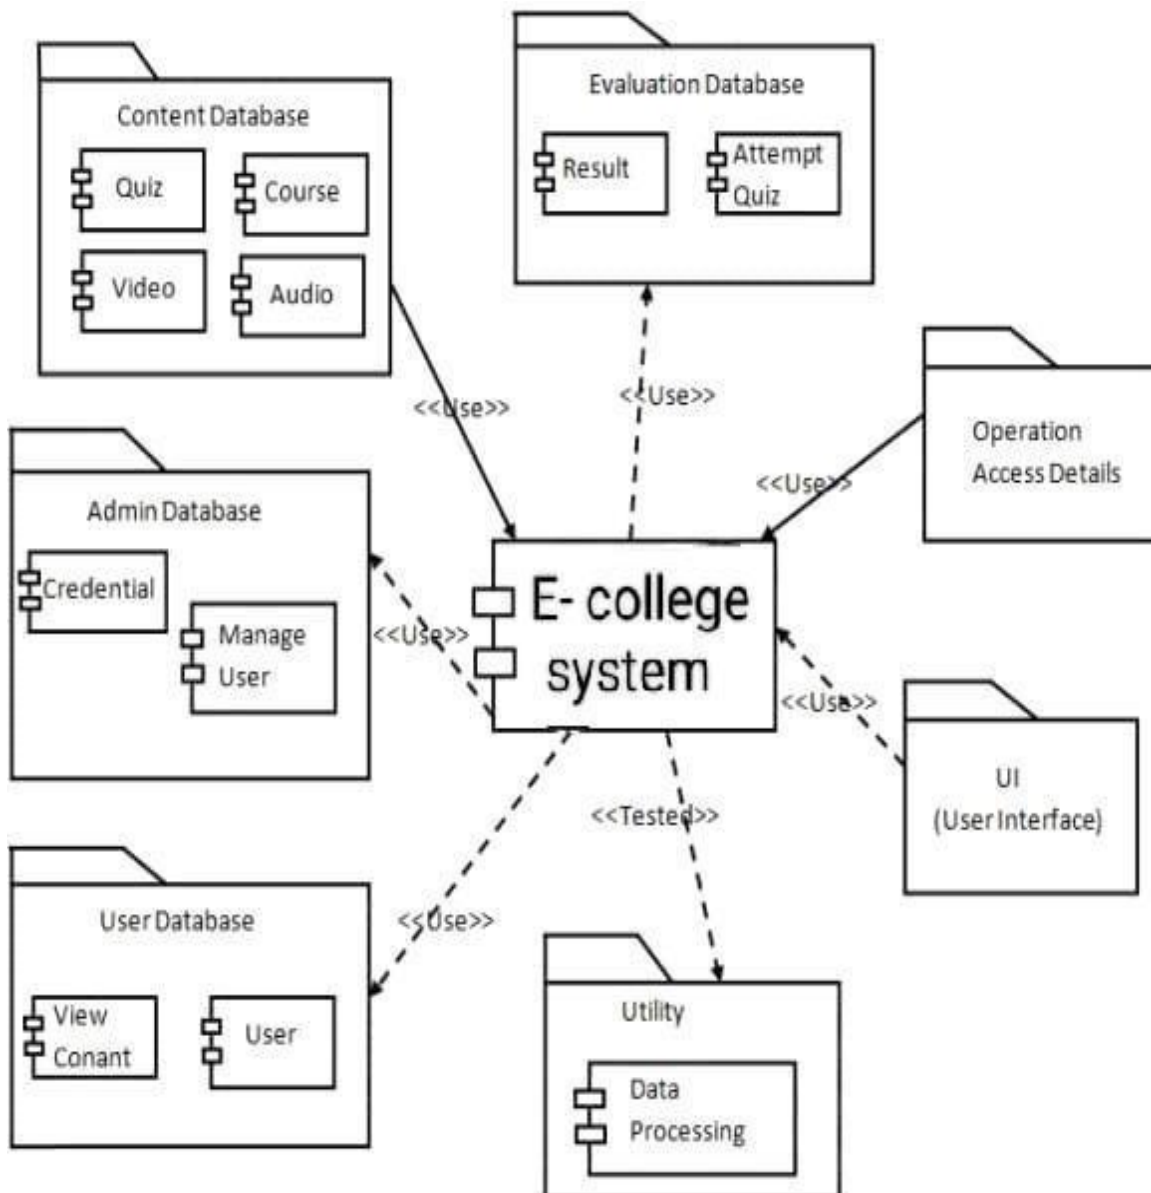 Content Database
Quiz
Course
Video
Audio
Evaluation Database
Result
Attempt
Quiz
<<Use>>
<<Use>>
Operation
Access Details
<<Use>>
Admin Database
Credential
Manage
User
<<Use>>
E- college
system
<<Use>>
UI
(User Interface)
<<Tested>>
User Database
View
Conant
User
<<Use>>
Utility
Data
Processing